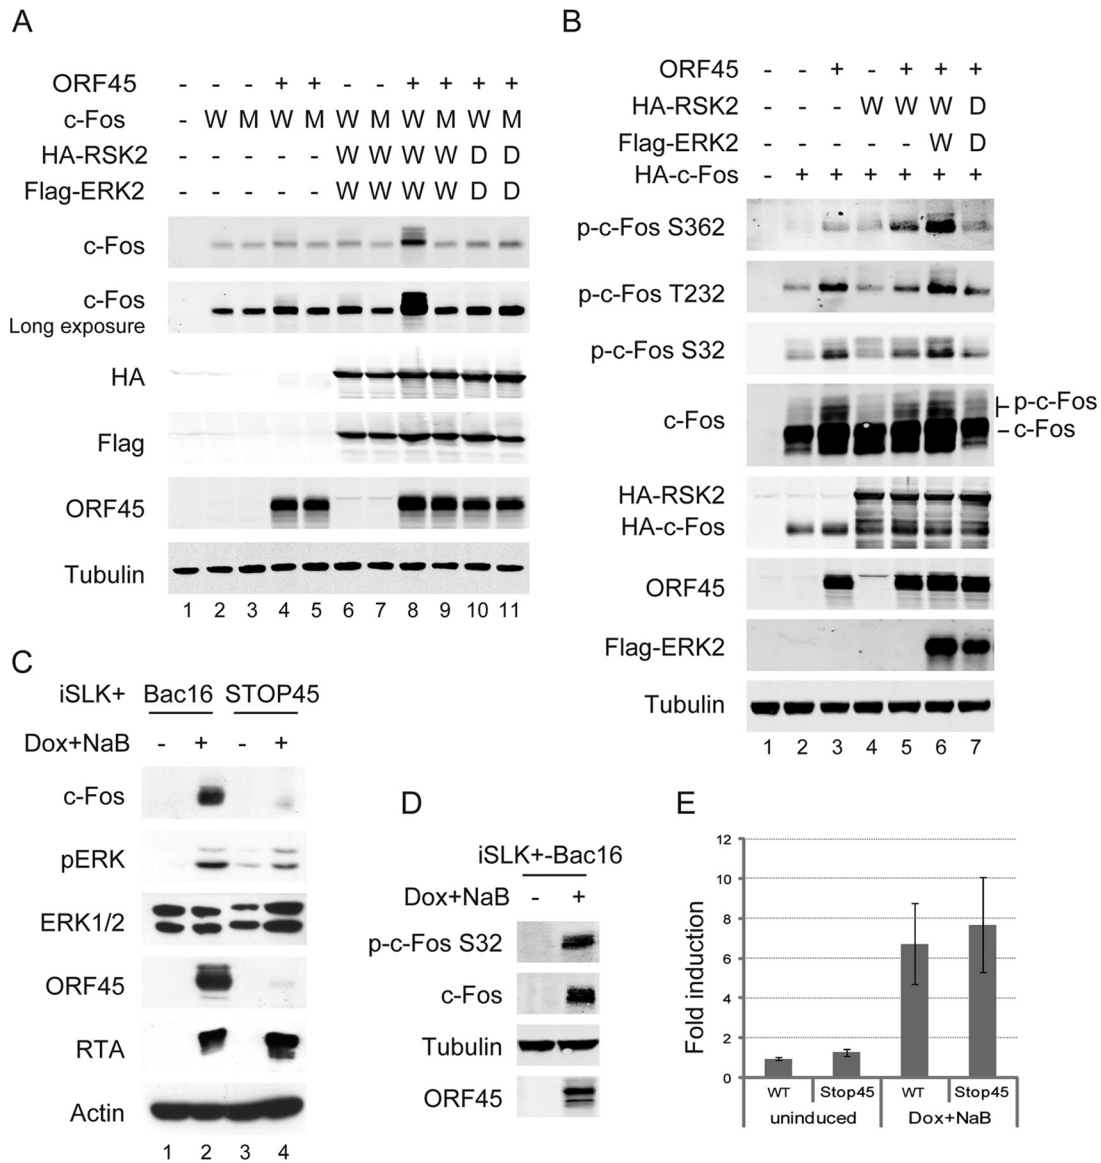 A
ORF45 - - - + + - - + + + +
c-Fos - W M W M W M W M W M
HA-RSK2 - - - - - W W W W D D
Flag-ERK2 - - - - - W W W W D D
c-Fos
c-Fos
Long exposure
HA
Flag
ORF45
Tubulin
1 2 3 4 5 6 7 8 9 10 11
B
ORF45 - - + - + + +
HA-RSK2 - - - W W W D
Flag-ERK2 - - - - - W D
HA-c-Fos - + + + + + +
p-c-Fos S362
p-c-Fos T232
p-c-Fos S32
c-Fos
p-c-Fos
c-Fos
HA-RSK2
HA-c-Fos
ORF45
Flag-ERK2
Tubulin
1 2 3 4 5 6 7
C
iSLK+ Bac16 STOP45
Dox+NaB - + - +
c-Fos
pERK
ERK1/2
ORF45
RTA
Actin
1 2 3 4
D
iSLK+-Bac16
Dox+NaB - +
p-c-Fos S32
c-Fos
Tubulin
ORF45
E
Fold induction
12
10
8
6
4
2
0
WT Stop45 WT Stop45
uninduced Dox+NaB